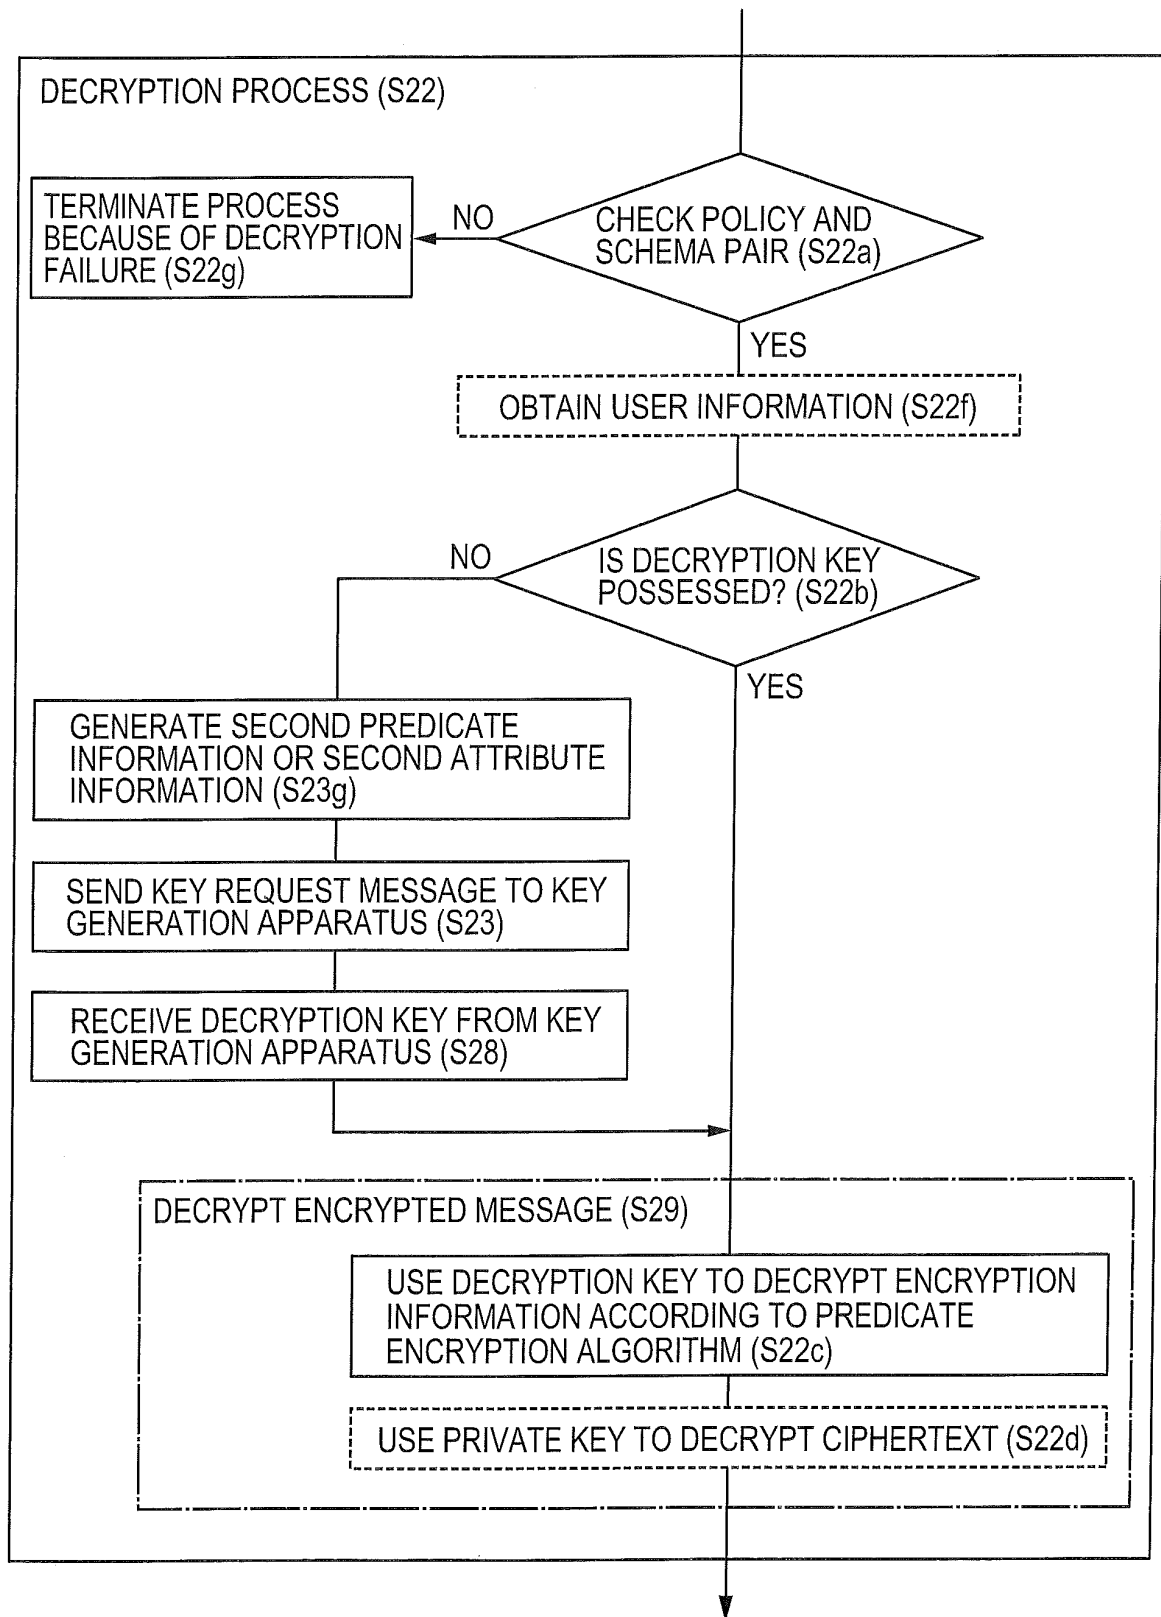 DECRYPTION PROCESS (S22)
TERMINATE PROCESS
BECAUSE OF DECRYPTION
FAILURE (S22g)
NO
CHECK POLICY AND
SCHEMA PAIR (S22a)
YES
OBTAIN USER INFORMATION (S22f)
NO
IS DECRYPTION KEY
POSSESSED? (S22b)
YES
GENERATE SECOND PREDICATE
INFORMATION OR SECOND ATTRIBUTE
INFORMATION (S23g)
SEND KEY REQUEST MESSAGE TO KEY
GENERATION APPARATUS (S23)
RECEIVE DECRYPTION KEY FROM KEY
GENERATION APPARATUS (S28)
DECRYPT ENCRYPTED MESSAGE (S29)
USE DECRYPTION KEY TO DECRYPT ENCRYPTION
INFORMATION ACCORDING TO PREDICATE
ENCRYPTION ALGORITHM (S22c)
USE PRIVATE KEY TO DECRYPT CIPHERTEXT (S22d)